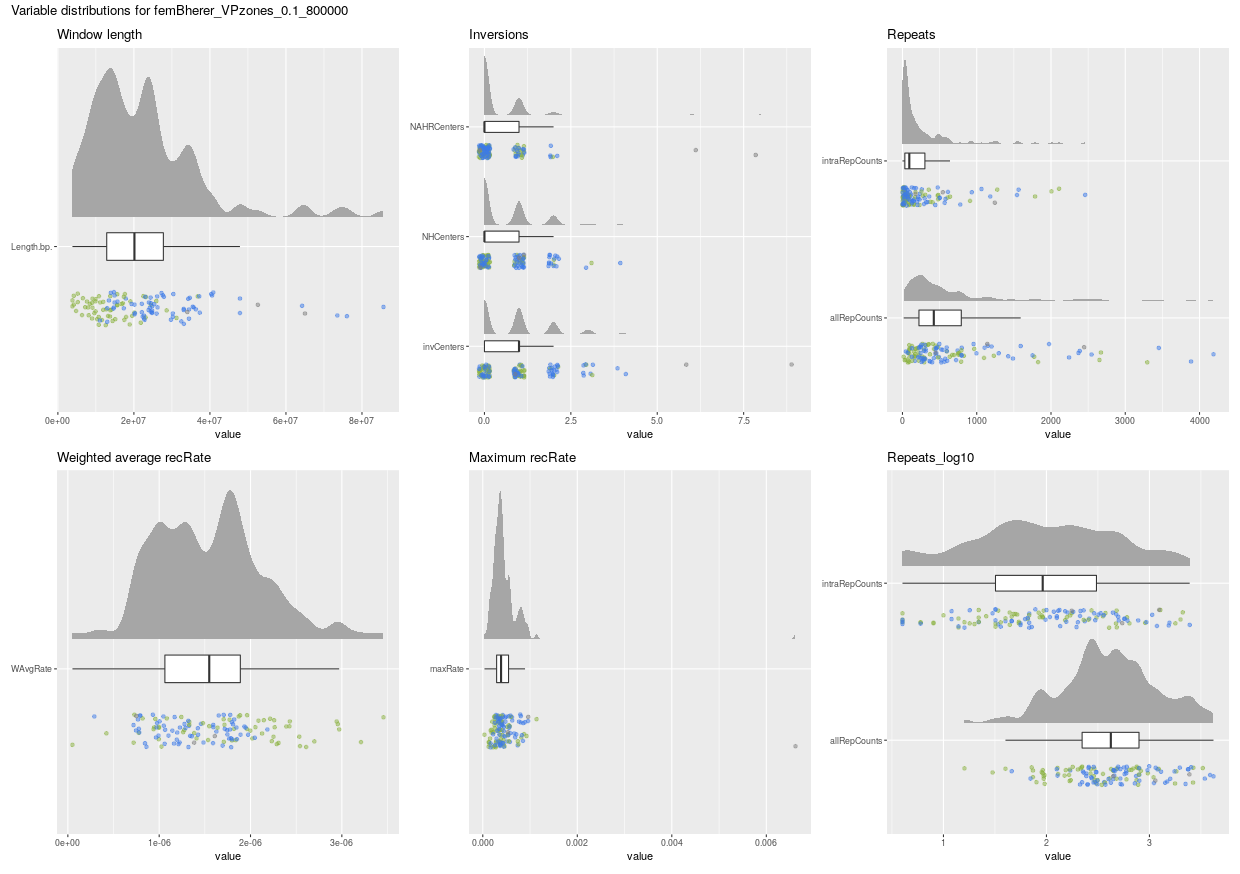 Variable distributions for femBherer_VPzones_0.1_800000
Window length
Length.bp.
0e+00 2e+07 4e+07 6e+07 8e+07
value
Inversions
NAHRCenters
NHCenters
invCenters
0.0 2.5 5.0 7.5
value
Repeats
intraRepCounts
allRepCounts
0 1000 2000 3000 4000
value
Weighted average recRate
WAvgRate
0e+00 1e-06 2e-06 3e-06
value
Maximum recRate
maxRate
0.000 0.002 0.004 0.006
value
Repeats_log10
intraRepCounts
allRepCounts
1 2 3
value